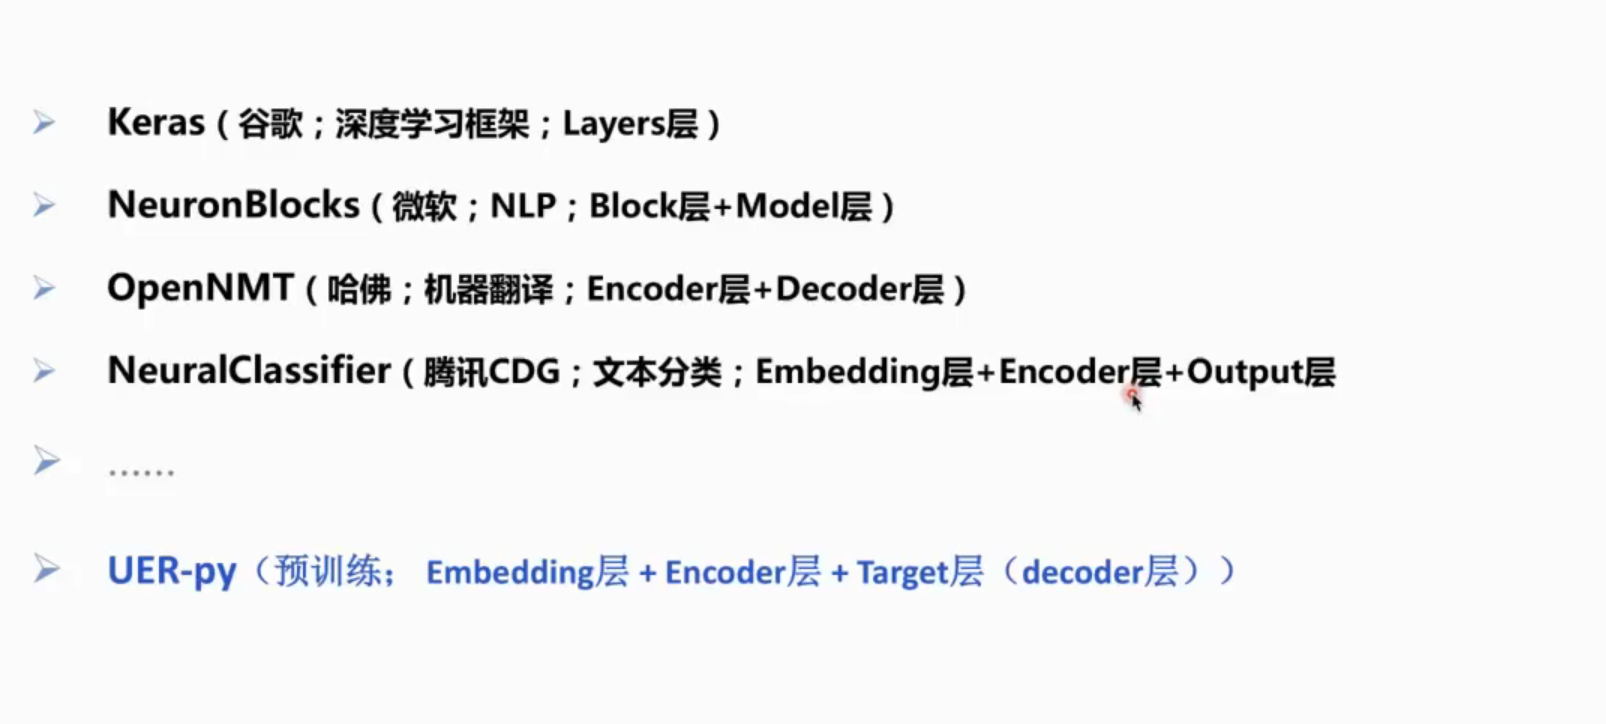 Keras（谷歌；深度学习框架；Layers层）
NeuronBlocks（微软；NLP；Block层+Model层）
OpenNMT（哈佛；机器翻译；Encoder层+Decoder层）
NeuralClassifier（腾讯CDG；文本分类；Embedding层+Encoder层+Output层
......
UER-py（预训练； Embedding层 + Encoder层 + Target层（decoder层））